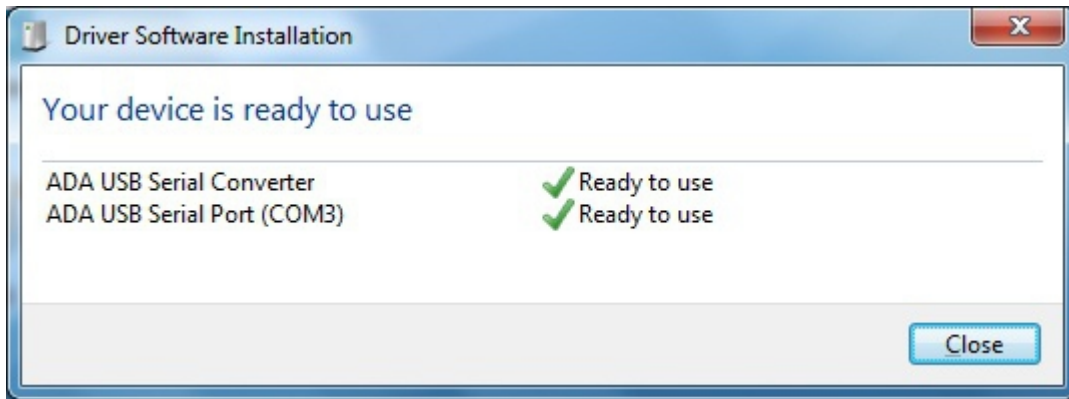 Driver Software Installation
Your device is ready to use
ADA USB Serial Converter Ready to use
ADA USB Serial Port (COM3) Ready to use
Close